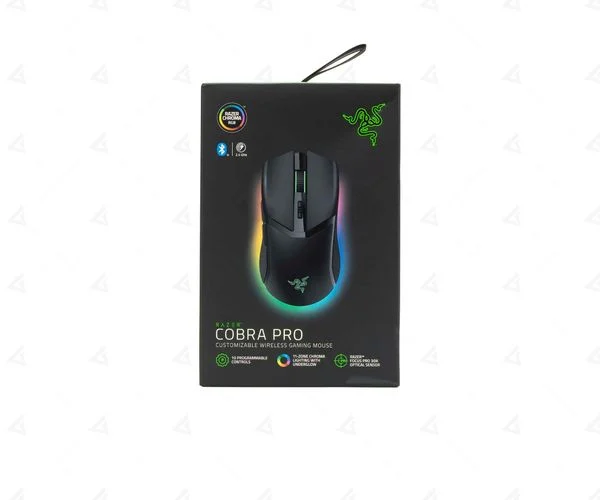 RAZER
CHROMA
RGB
2.4 GHz
RAZER
COBRA PRO
CUSTOMIZABLE WIRELESS GAMING MOUSE
10 PROGRAMMABLE
CONTROLS
11-ZONE CHROMA
LIGHTING WITH
UNDERGLOW
RAZER™
FOCUS PRO 30K
OPTICAL SENSOR